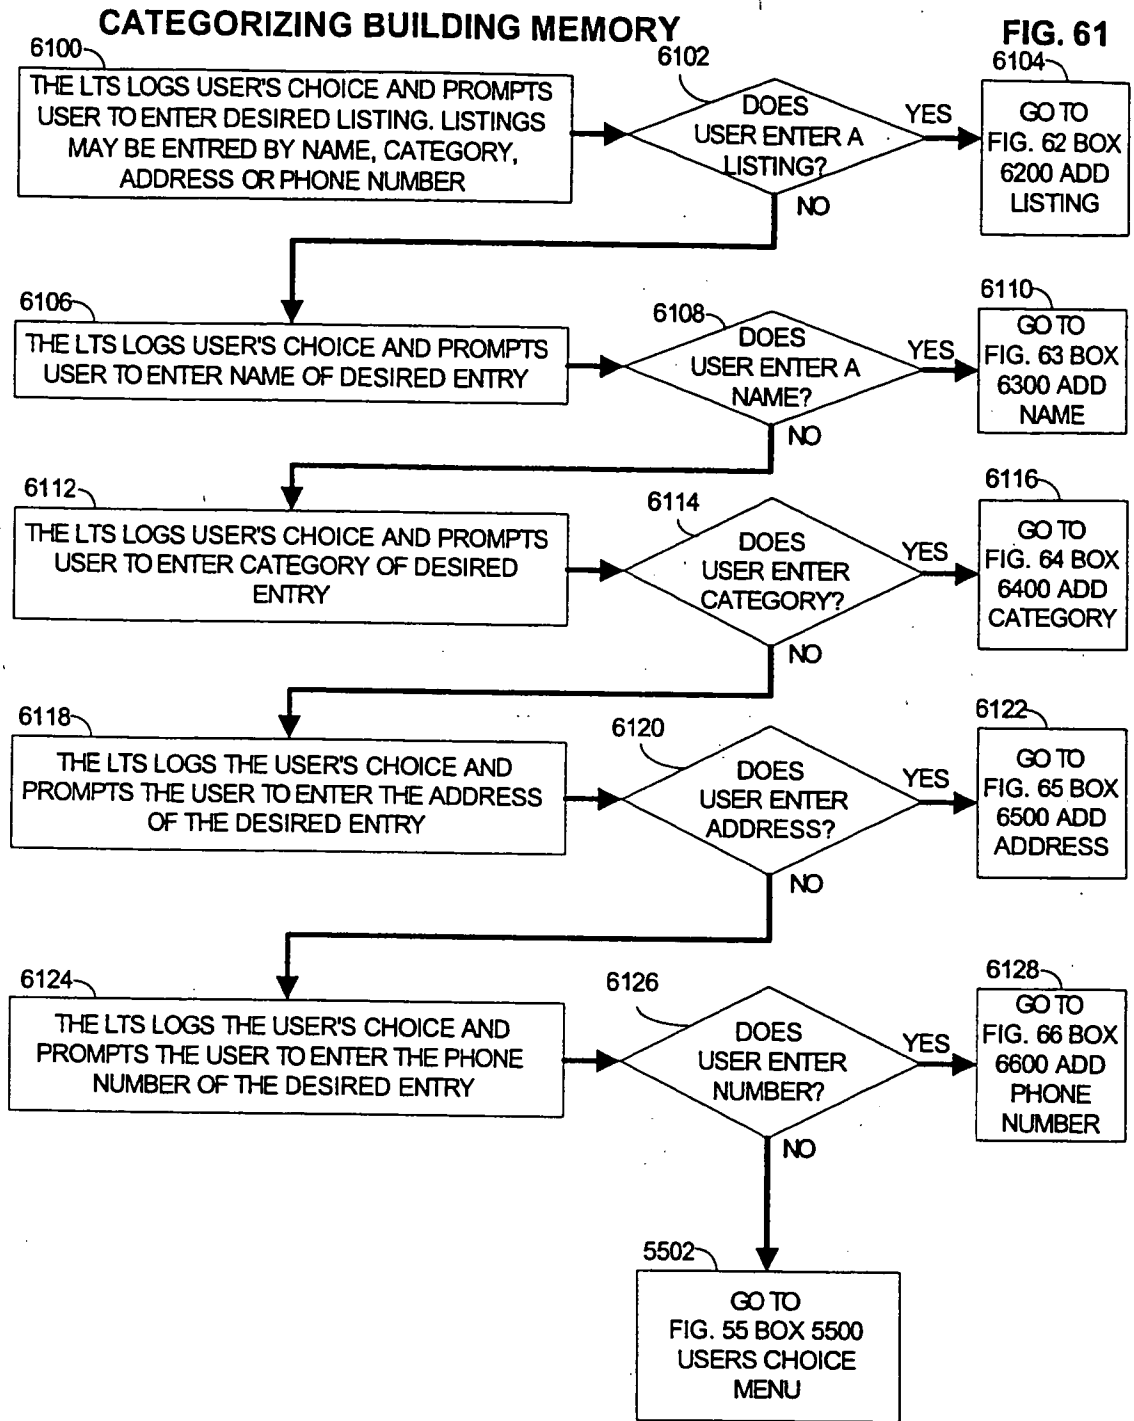 CATEGORIZING BUILDING MEMORY
FIG. 61
6100
THE LTS LOGS USER'S CHOICE AND PROMPTS
USER TO ENTER DESIRED LISTING. LISTINGS
MAY BE ENTRED BY NAME, CATEGORY,
ADDRESS OR PHONE NUMBER
6102
DOES
USER ENTER A
LISTING?
YES
NO
6104
GO TO
FIG. 62 BOX
6200 ADD
LISTING
6106
THE LTS LOGS USER'S CHOICE AND PROMPTS
USER TO ENTER NAME OF DESIRED ENTRY
6108
DOES
USER ENTER A
NAME?
YES
NO
6110
GO TO
FIG. 63 BOX
6300 ADD
NAME
6112
THE LTS LOGS USER'S CHOICE AND PROMPTS
USER TO ENTER CATEGORY OF DESIRED
ENTRY
6114
DOES
USER ENTER
CATEGORY?
YES
NO
6116
GO TO
FIG. 64 BOX
6400 ADD
CATEGORY
6118
THE LTS LOGS THE USER'S CHOICE AND
PROMPTS THE USER TO ENTER THE ADDRESS
OF THE DESIRED ENTRY
6120
DOES
USER ENTER
ADDRESS?
YES
NO
6122
GO TO
FIG. 65 BOX
6500 ADD
ADDRESS
6124
THE LTS LOGS THE USER'S CHOICE AND
PROMPTS THE USER TO ENTER THE PHONE
NUMBER OF THE DESIRED ENTRY
6126
DOES
USER ENTER
NUMBER?
YES
NO
6128
GO TO
FIG. 66 BOX
6600 ADD
PHONE
NUMBER
5502
GO TO
FIG. 55 BOX 5500
USERS CHOICE
MENU